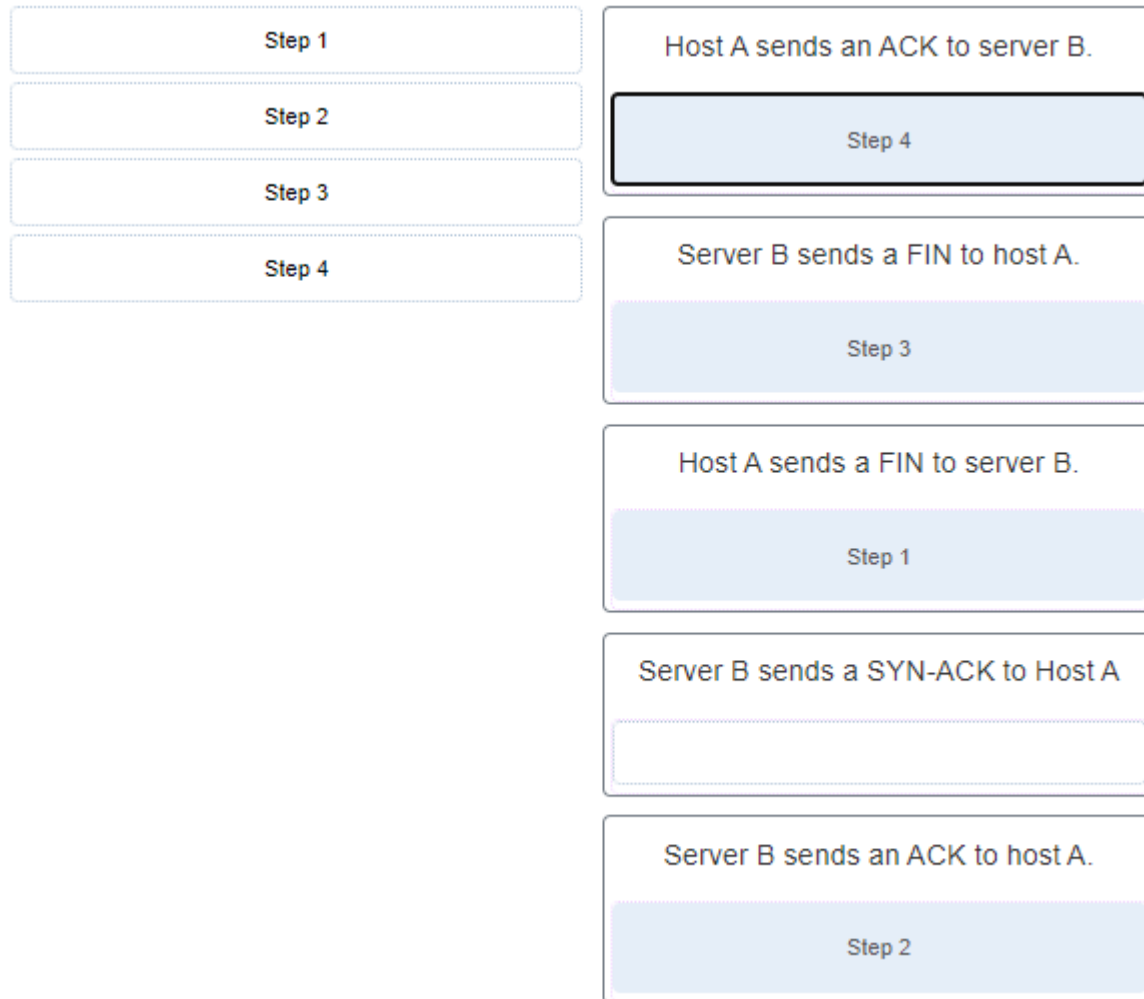 Step 1
Step 2
Step 3
Step 4
Host A sends an ACK to server B.
Step 4
Server B sends a FIN to host A.
Step 3
Host A sends a FIN to server B.
Step 1
Server B sends a SYN-ACK to Host A
Server B sends an ACK to host A.
Step 2